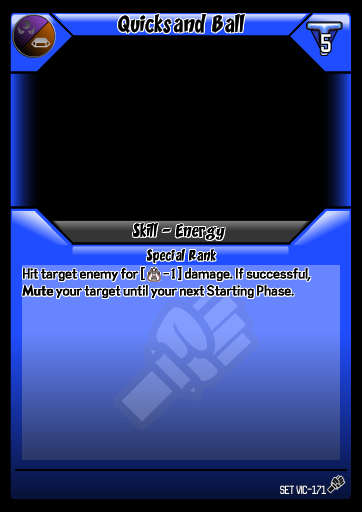 Quicksand Ball
5
Skill - Energy
Special Rank
Hit target enemy for [ -1] damage. If successful,
Mute your target until your next Starting Phase.
SET VIC-171